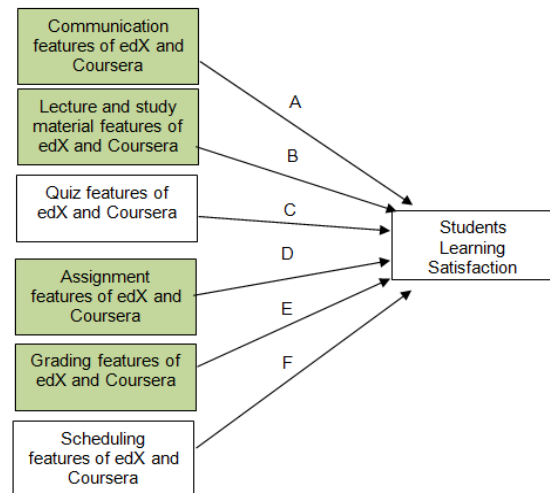 Communication
features of edX and
Coursera
A
Lecture and study
material features of
edX and Coursera
B
Quiz features of
edX and Coursera
C
Students
Learning
Satisfaction
D
Assignment
features of edX and
Coursera
E
Grading features of
edX and Coursera
F
Scheduling
features of edX and
Coursera